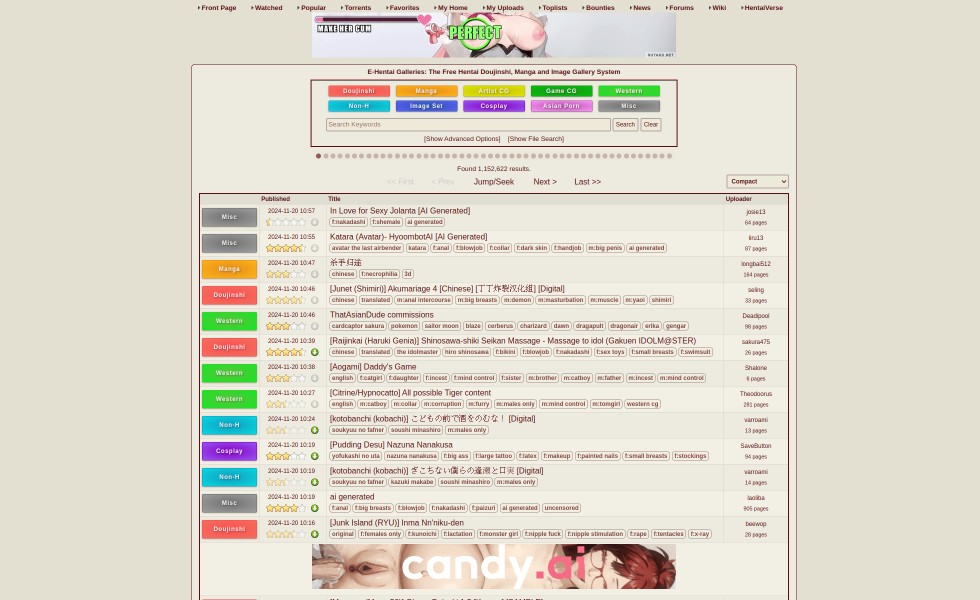 Front Page Watched Popular Torrents Favorites My Home My Uploads Toplists Bounties News Forums Wiki HentaiVerse
MAKE HER CUM
PERFECT
NUTAKU.NET
E-Hentai Galleries: The Free Hentai Doujinshi, Manga and Image Gallery System
Doujinshi Manga Artist CG Game CG Western
Non-H Image Set Cosplay Asian Porn Misc
Search Keywords Search Clear
[Show Advanced Options] [Show File Search]
Found 1,152,622 results.
<< First < Prev Jump/Seek Next > Last >> Compact
Published Title Uploader
Misc 2024-11-20 10:57 In Love for Sexy Jolanta [AI Generated] josie13
f:nakadashi f:shemale ai generated 64 pages
Misc 2024-11-20 10:55 Katara (Avatar)- HyoombotAI [AI Generated] liru13
avatar the last airbender katara f:anal f:blowjob f:collar f:dark skin f:handjob m:big penis ai generated 87 pages
Manga 2024-11-20 10:47 longbai512
chinese f:necrophilia 3d 164 pages
Doujinshi 2024-11-20 10:46 [Junet (Shimiri)] Akumariage 4 [Chinese] [丁丁炸裂汉化组] [Digital] seling
chinese translated m:anal intercourse m:big breasts m:demon m:masturbation m:muscle m:yaoi shimiri 33 pages
Western 2024-11-20 10:46 ThatAsianDude commissions Deadipool
cardcaptor sakura pokemon sailor moon blaze cerberus charizard dawn dragapult dragonair erika gengar 98 pages
Doujinshi 2024-11-20 10:39 [Raijinkai (Haruki Genia)] Shinosawa-shiki Seikan Massage - Massage to idol (Gakuen IDOLM@STER) sakura475
chinese translated the idolmaster hiro shinosawa f:bikini f:blowjob f:nakadashi f:sex toys f:small breasts f:swimsuit 26 pages
Western 2024-11-20 10:38 [Aogami] Daddy's Game Shalone
english f:catgirl f:daughter f:incest f:mind control f:sister m:brother m:catboy m:father m:incest m:mind control 6 pages
Western 2024-11-20 10:27 [Citrine/Hypnocatto] All possible Tiger content Theodoorus
english m:catboy m:collar m:corruption m:furry m:males only m:mind control m:tomgirl western cg 281 pages
Non-H 2024-11-20 10:24 [kotobanchi (kobachi)] こどもの前で酒をのむな！ [Digital] varroami
soukyuu no fafner soushi minashiro m:males only 13 pages
Cosplay 2024-11-20 10:19 [Pudding Desu] Nazuna Nanakusa SaveButton
yofukashi no uta nazuna nanakusa f:big ass f:large tattoo f:latex f:makeup f:painted nails f:small breasts f:stockings 94 pages
Non-H 2024-11-20 10:19 [kotobanchi (kobachi)] ぎこちない僕らの逢瀬と口実 [Digital] varroami
soukyuu no fafner kazuki makabe soushi minashiro m:males only 14 pages
Misc 2024-11-20 10:19 ai generated laoliba
f:anal f:big breasts f:blowjob f:nakadashi f:paizuri ai generated uncensored 905 pages
Doujinshi 2024-11-20 10:16 [Junk Island (RYU)] Inma Nn'niku-den beewop
original f:females only f:kunoichi f:lactation f:monster girl f:nipple fuck f:nipple stimulation f:rape f:tentacles f:x-ray 28 pages
candy.ai